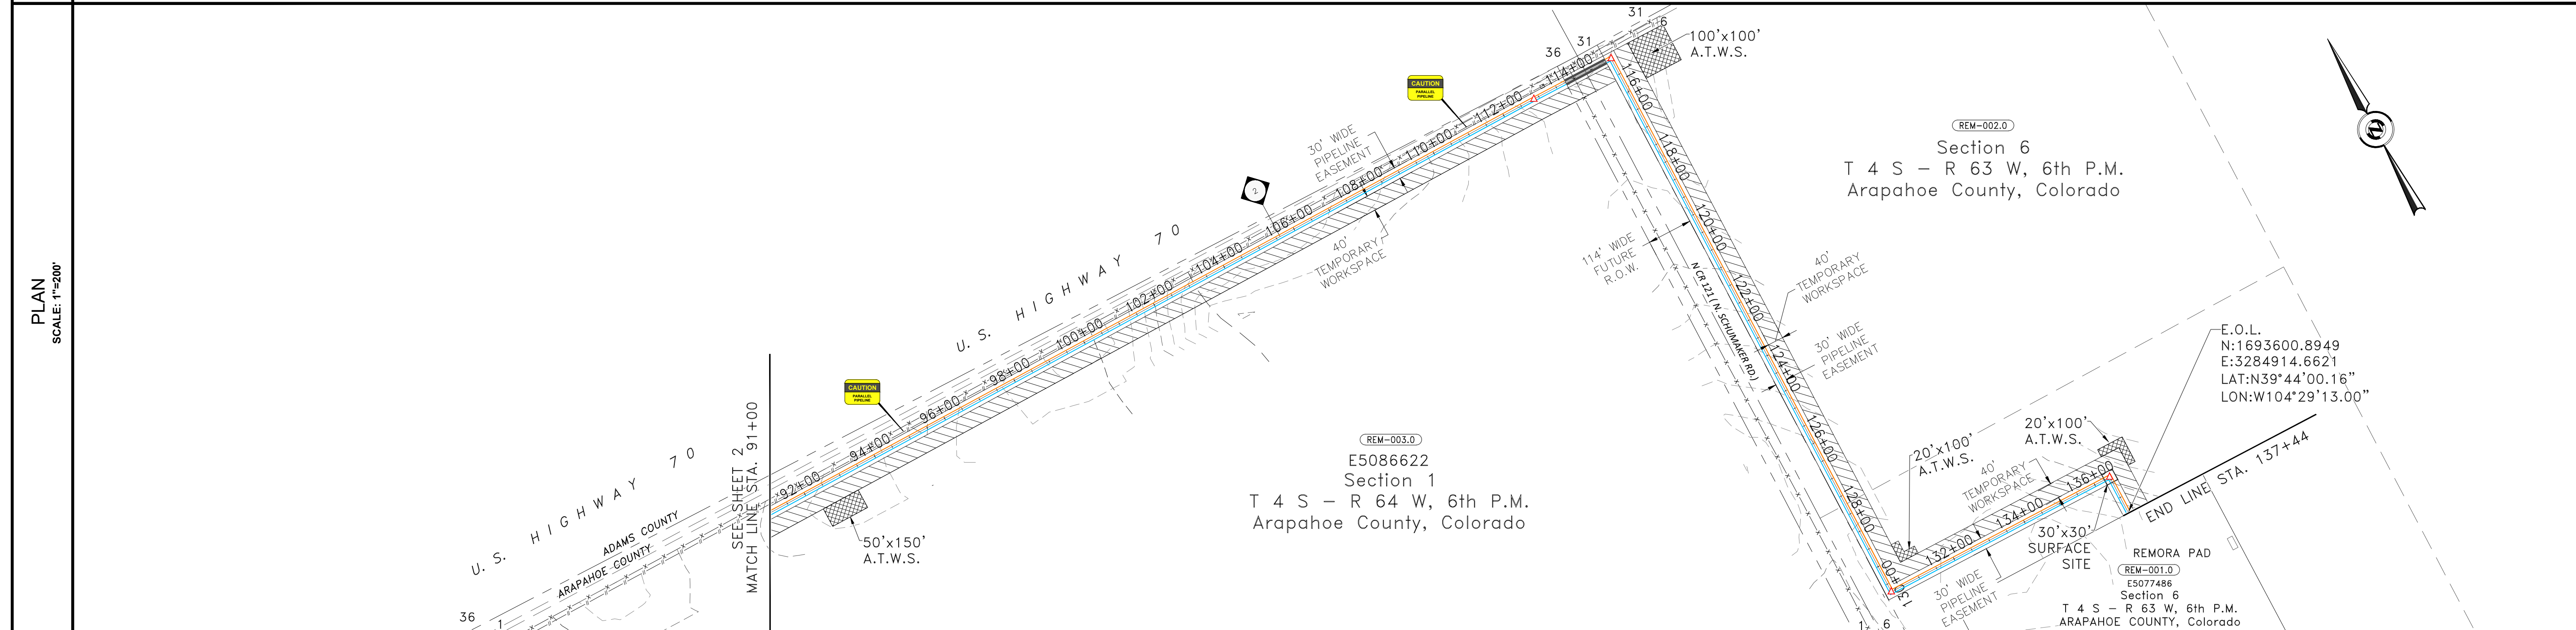 PLAN
SCALE: 1"=200'
U. S. HIGHWAY 70
ADAMS COUNTY
ARAPAHOE COUNTY
36
1
SEE SHEET 2
MATCH LINE STA. 91+00
92+00
94+00
96+00
98+00
100+00
102+00
104+00
106+00
108+00
110+00
112+00
114+00
CAUTION
PARALLEL
PIPELINE
50'x150'
A.T.W.S.
U. S. HIGHWAY 70
2
30' WIDE
PIPELINE
EASEMENT
40'
TEMPORARY
WORKSPACE
CAUTION
PARALLEL
PIPELINE
36
31
31
6
100'x100'
A.T.W.S.
REM-003.0
E5086622
Section 1
T 4 S - R 64 W, 6th P.M.
Arapahoe County, Colorado
116+00
118+00
120+00
122+00
124+00
126+00
128+00
130+00
114' WIDE
FUTURE
R.O.W.
N CR 121 ( N. SCHUMAKER RD.)
40'
TEMPORARY
WORKSPACE
30' WIDE
PIPELINE
EASEMENT
REM-002.0
Section 6
T 4 S - R 63 W, 6th P.M.
Arapahoe County, Colorado
N
E.O.L.
N:1693600.8949
E:3284914.6621
LAT:N39°44'00.16"
LON:W104°29'13.00"
20'x100'
A.T.W.S.
20'x100'
A.T.W.S.
40'
TEMPORARY
WORKSPACE
132+00
134+00
136+00
30' WIDE
PIPELINE
EASEMENT
30'x30'
SURFACE
SITE
END LINE STA. 137+44
REMORA PAD
REM-001.0
E5077486
Section 6
T 4 S - R 63 W, 6th P.M.
ARAPAHOE COUNTY, Colorado
1
6